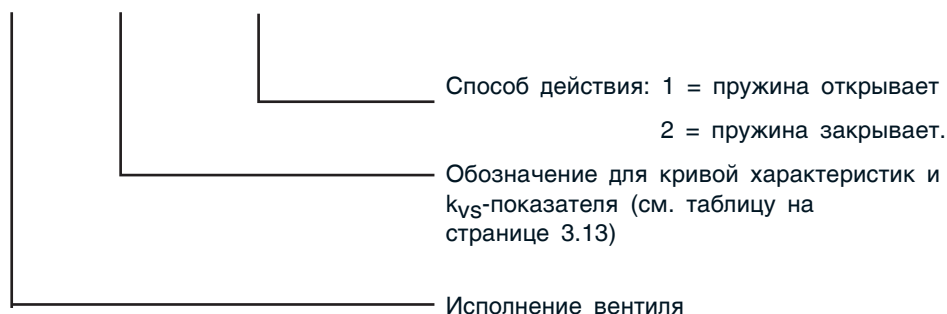 Способ действия: 1 = пружина открывает
2 = пружина закрывает.
Обозначение для кривой характеристик и
kvs-показателя (см. таблицу на
странице 3.13)
Исполнение вентиля